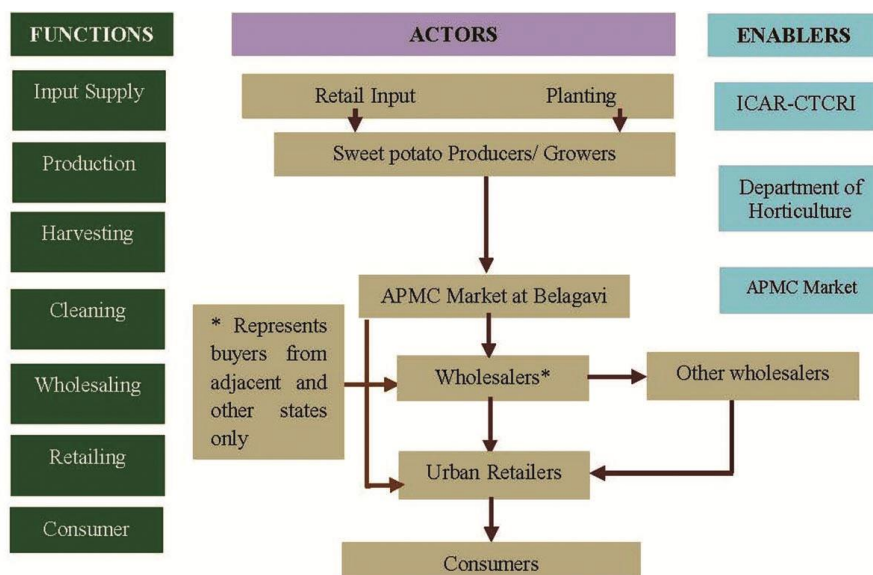 FUNCTIONS
Input Supply
Production
Harvesting
Cleaning
Wholesaling
Retailing
Consumer
ACTORS
Retail Input
Planting
Sweet potato Producers/ Growers
APMC Market at Belagavi
* Represents
buyers from
adjacent and
other states
only
Wholesalers*
Other wholesalers
Urban Retailers
Consumers
ENABLERS
ICAR-CTCRI
Department of
Horticulture
APMC Market